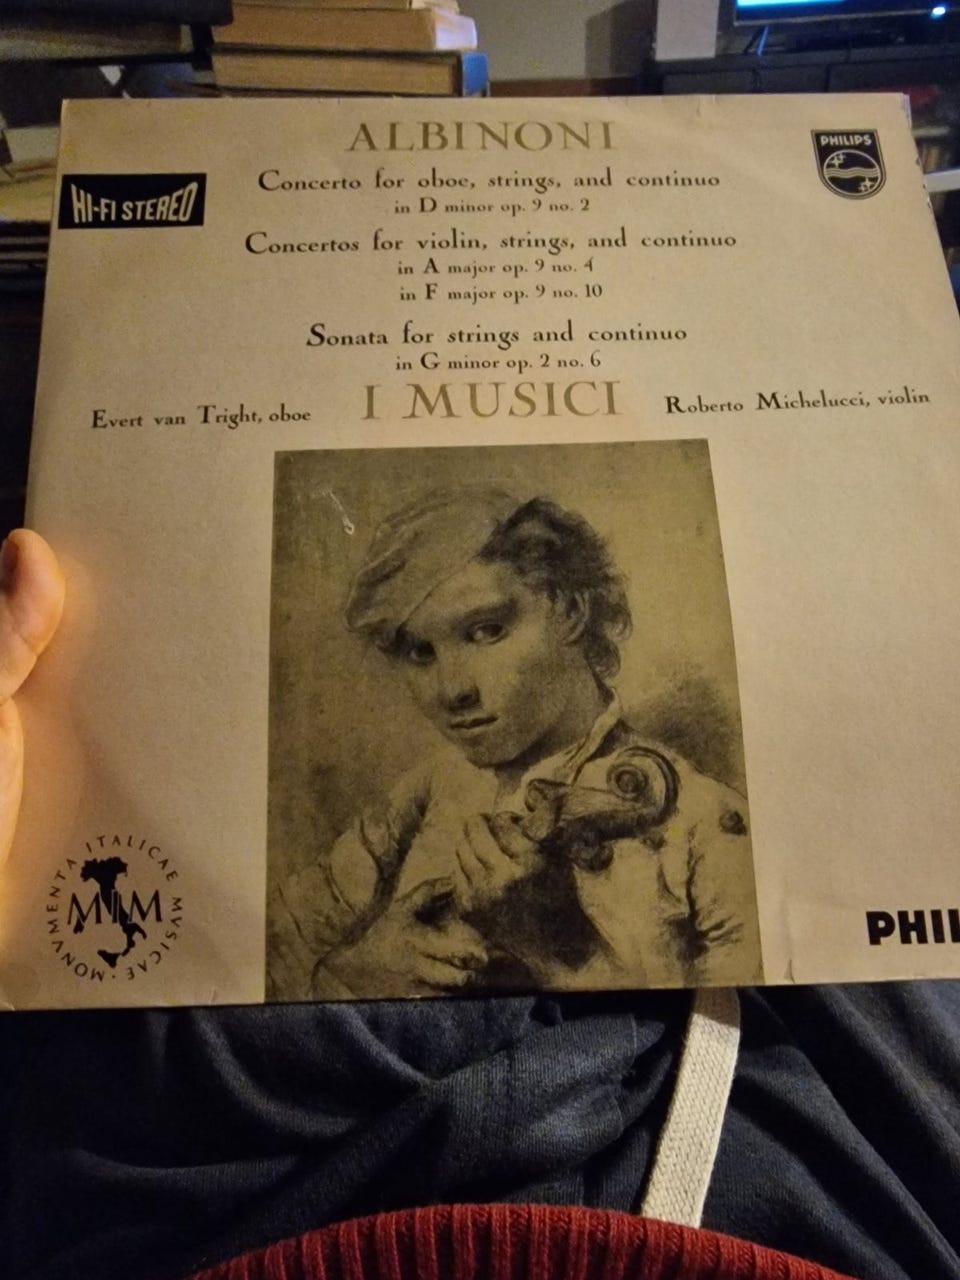 ALBINONI
PHILIPS
HI-FI STEREO
Concerto for oboe, strings, and continuo
in D minor op. 9 no. 2
Concertos for violin, strings, and continuo
in A major op. 9 no. 4
in F major op. 9 no. 10
Sonata for strings and continuo
in G minor op. 2 no. 6
Evert van Tright, oboe
I MUSICI
Roberto Michelucci, violin
MONVMENTA ITALICAE MVSICAE
MIM
PHIL